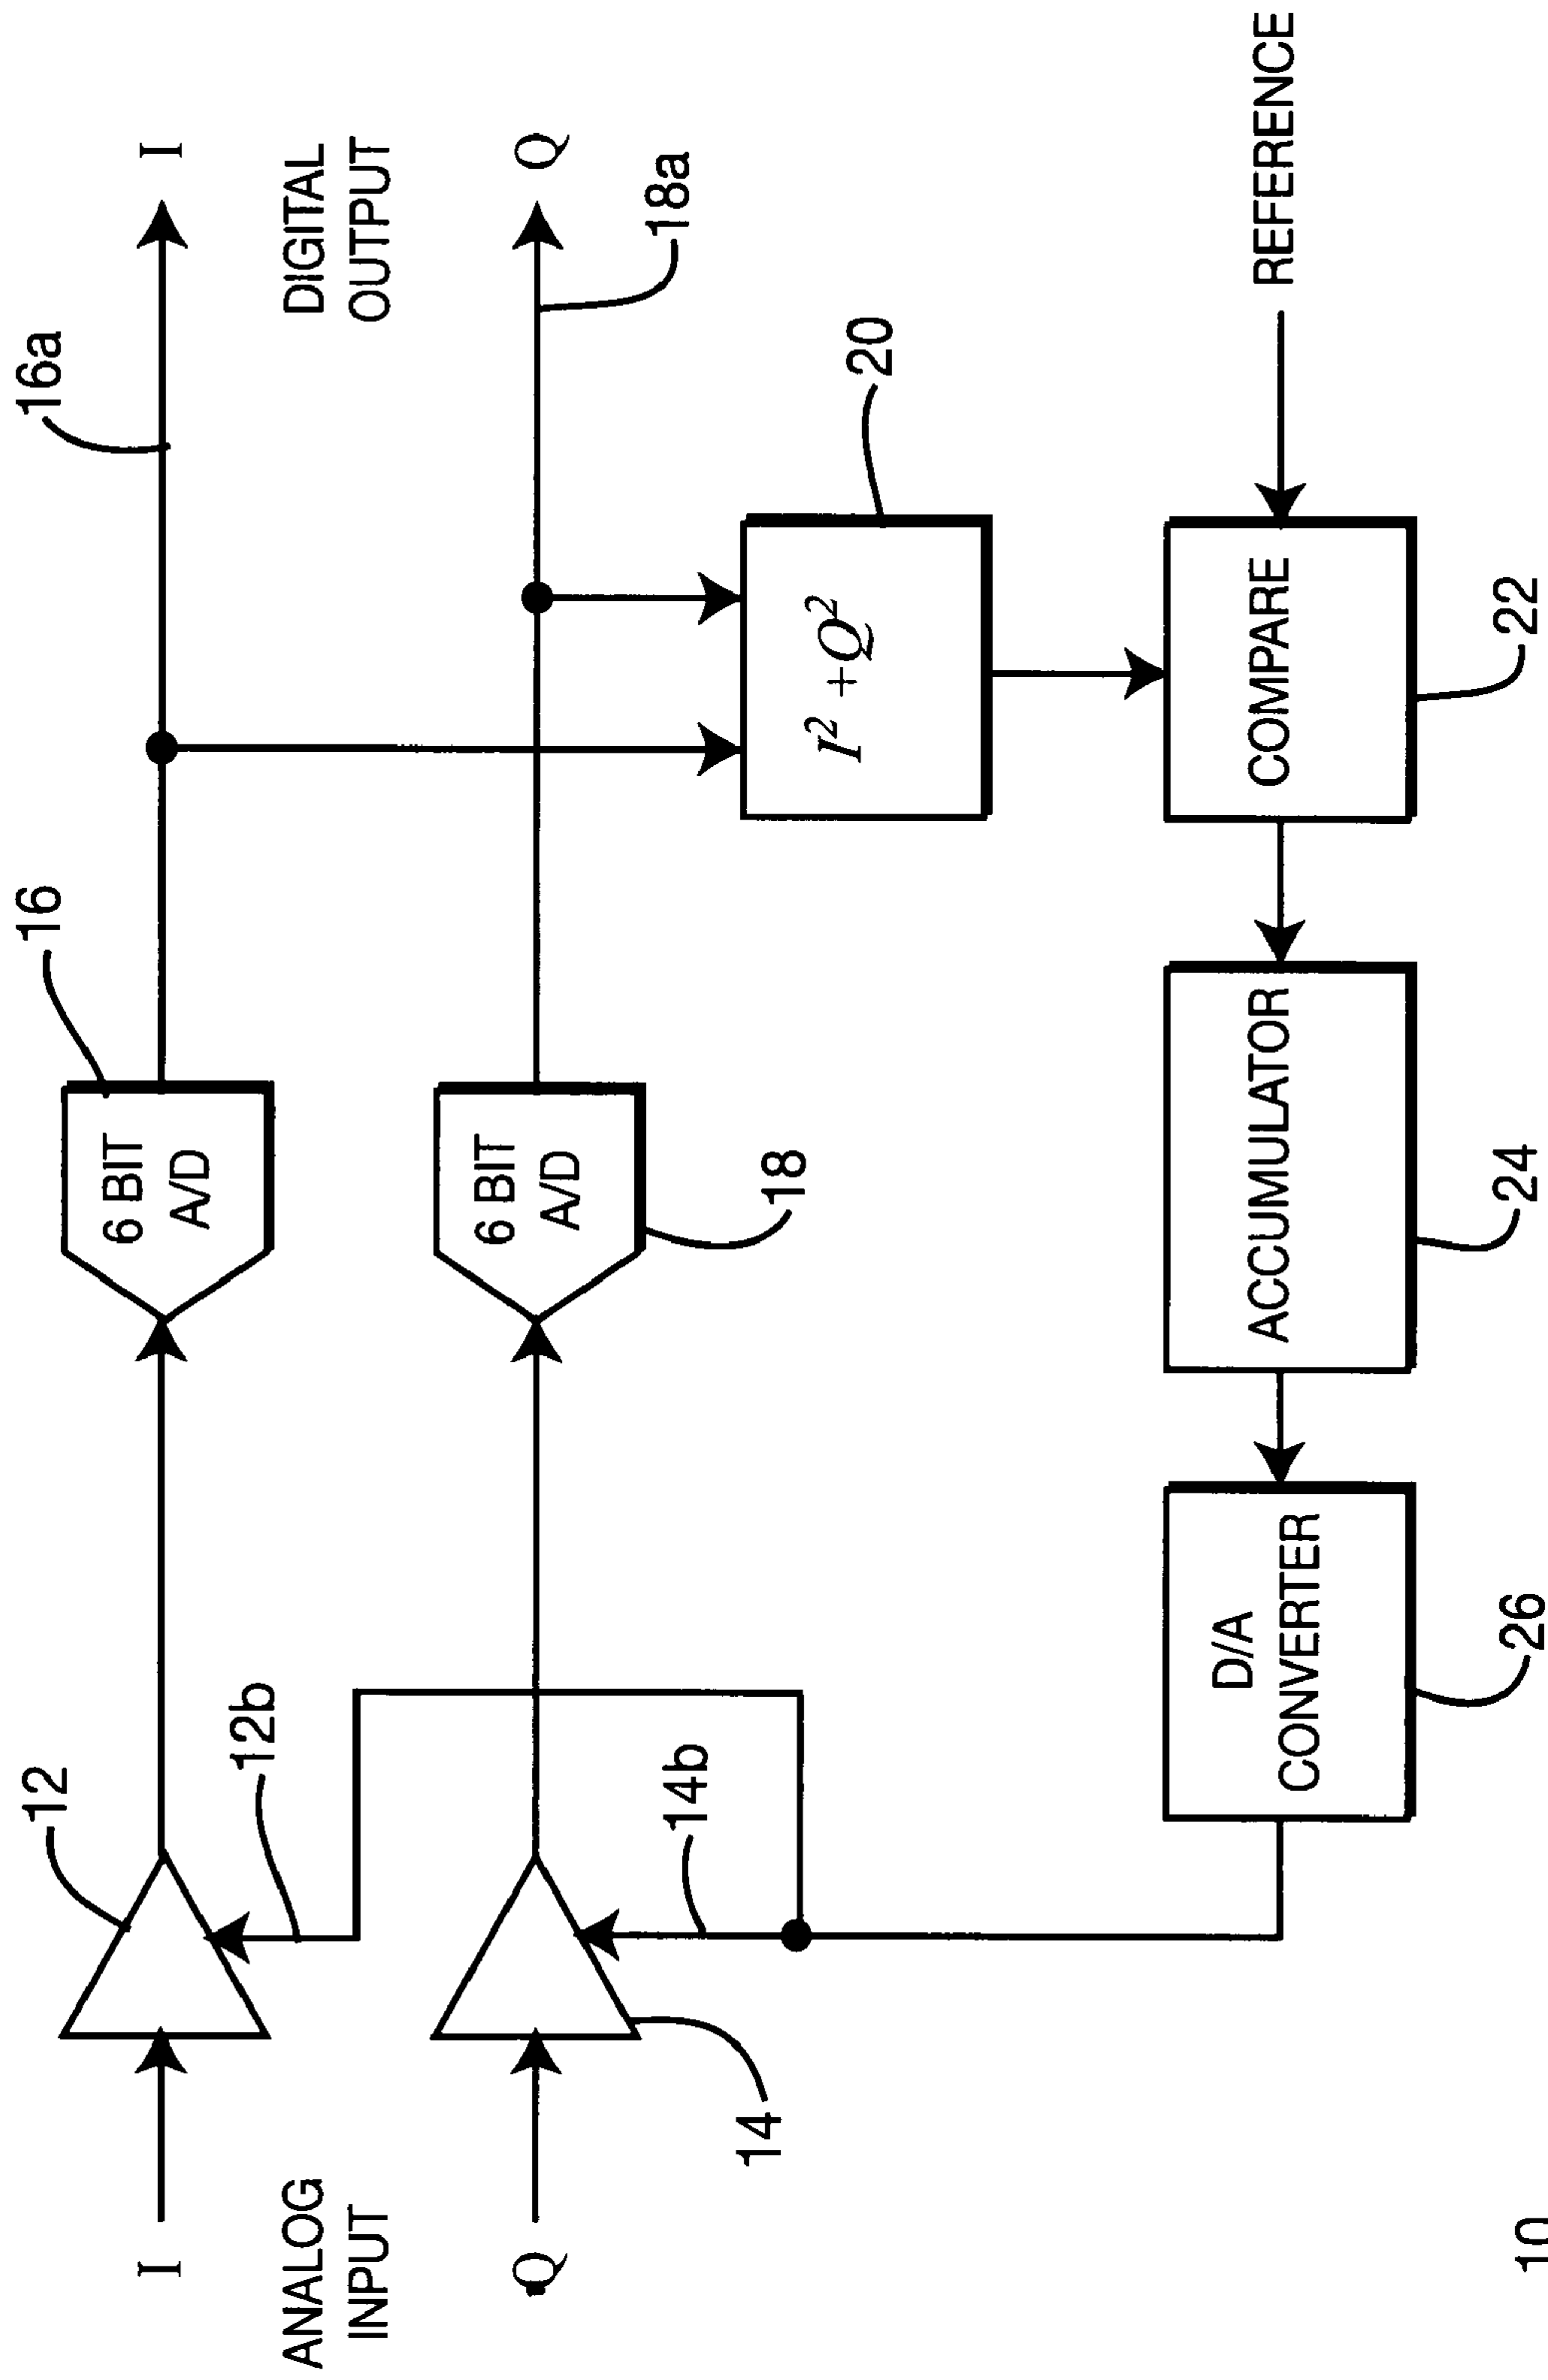 I
ANALOG
INPUT
Q
12
12b
14
14b
16
6 BIT
A/D
18
6 BIT
A/D
16a
I
DIGITAL
OUTPUT
Q
18a
20
I² +Q²
REFERENCE
COMPARE
22
ACCUMULATOR
24
D/A
CONVERTER
26
10